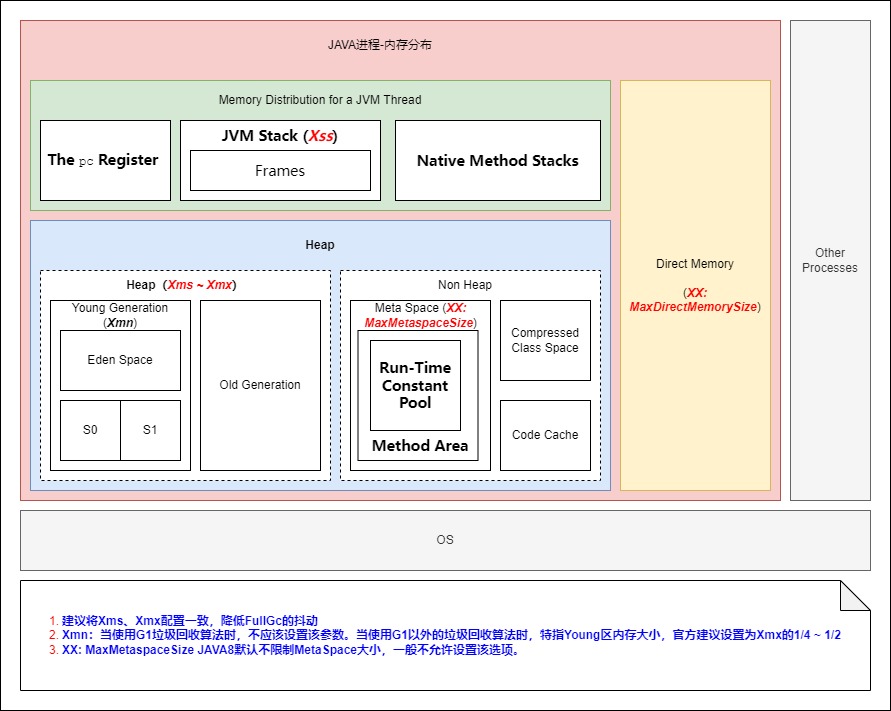 JAVA进程-内存分布
Memory Distribution for a JVM Thread
The pc Register
JVM Stack (Xss)
Frames
Native Method Stacks
Heap
Heap（Xms ~ Xmx)
Young Generation
(Xmn)
Eden Space
S0
S1
Old Generation
Non Heap
Meta Space (XX:
MaxMetaspaceSize)
Run-Time
Constant
Pool
Method Area
Compressed
Class Space
Code Cache
Direct Memory
(XX:
MaxDirectMemorySize)
Other
Processes
OS
1. 建议将Xms、Xmx配置一致，降低FullGc的抖动
2. Xmn：当使用G1垃圾回收算法时，不应该设置该参数。当使用G1以外的垃圾回收算法时，特指Young区内存大小，官方建议设置为Xmx的1/4 ~ 1/2
3. XX: MaxMetaspaceSize JAVA8默认不限制MetaSpace大小，一般不允许设置该选项。